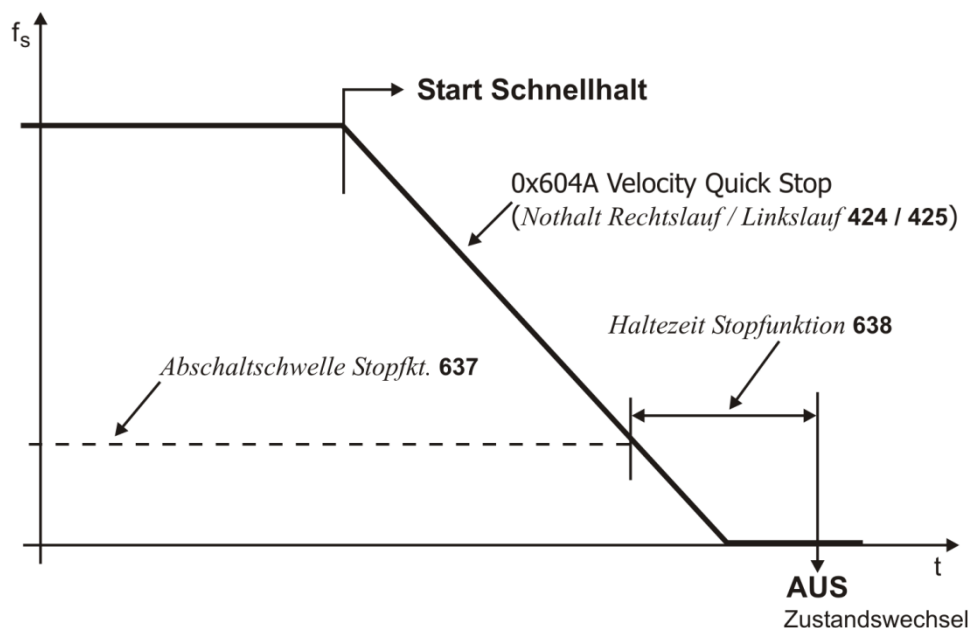 fs
Start Schnellhalt
0x604A Velocity Quick Stop
(Nothalt Rechtslauf / Linkslauf 424 / 425)
Haltezeit Stopfunktion 638
Abschaltschwelle Stopfkt. 637
t
AUS
Zustandswechsel